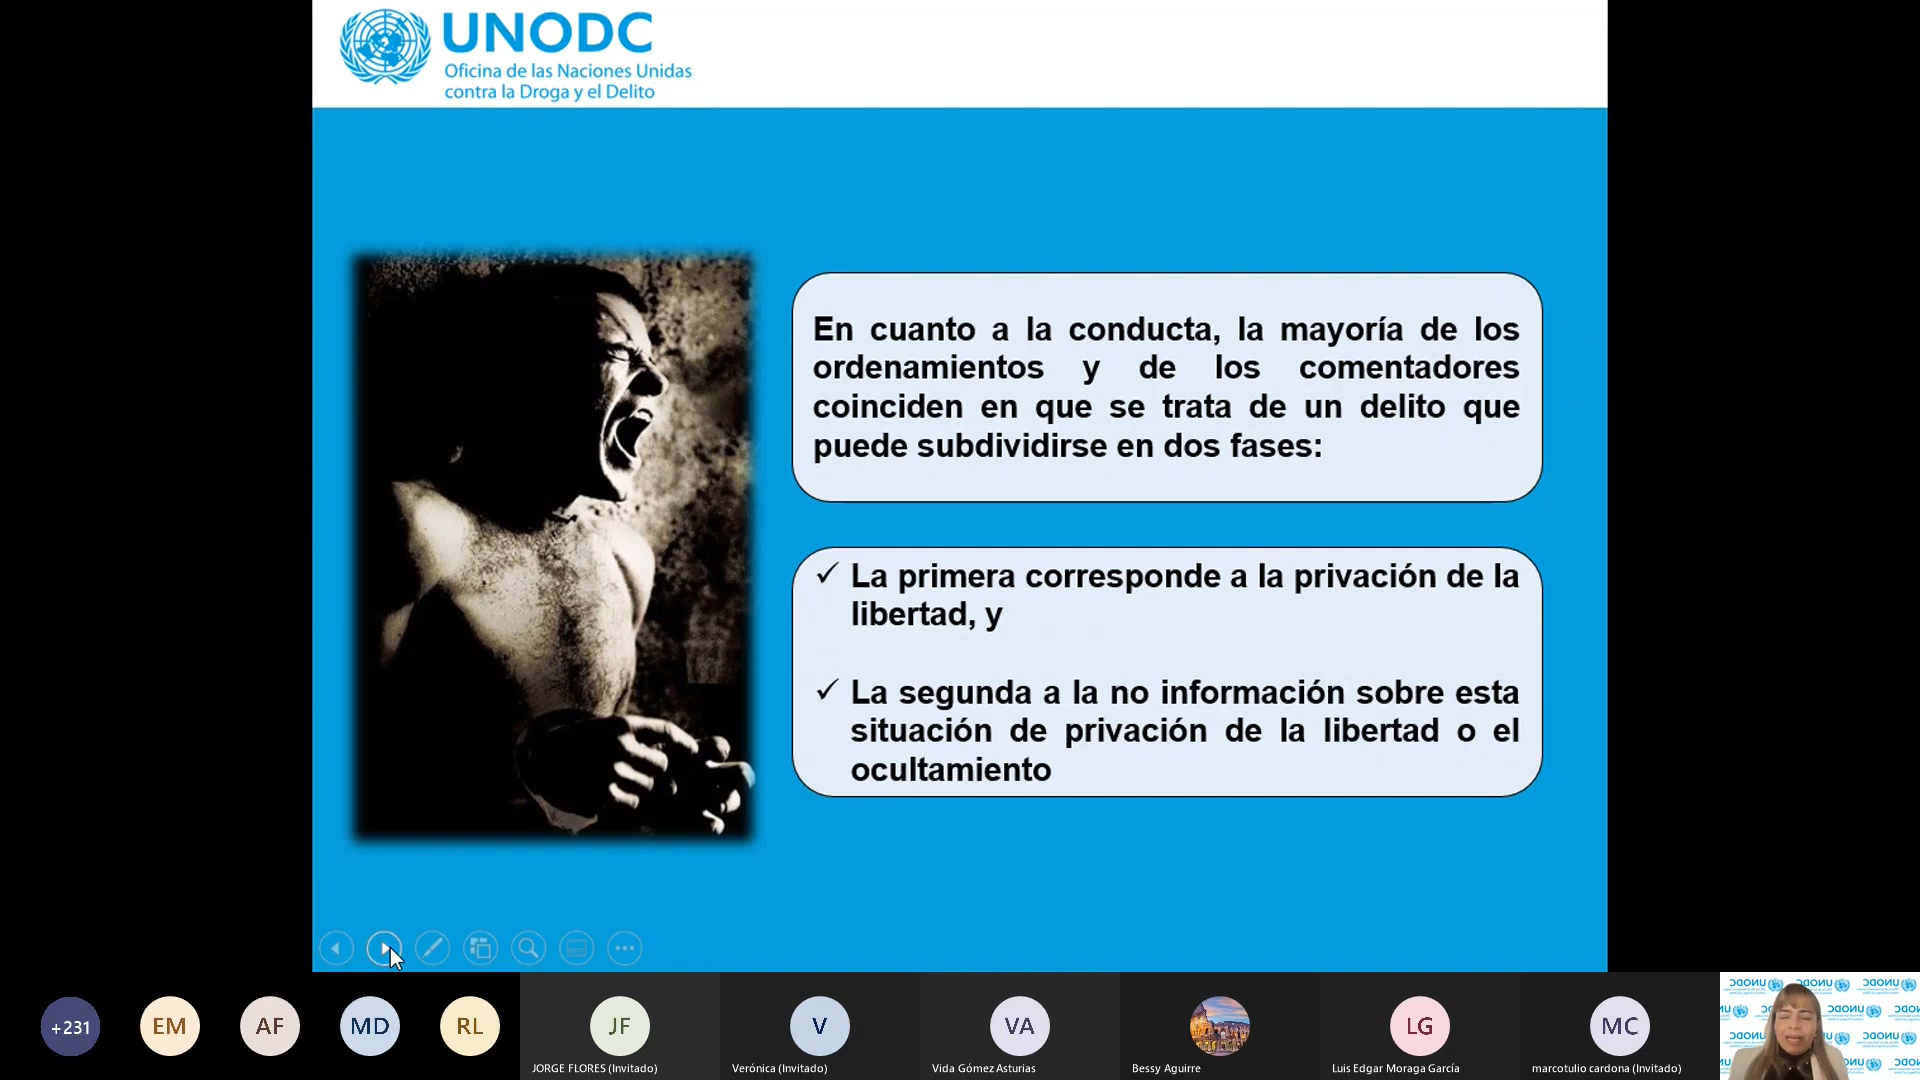 UNODC
Oficina de las Naciones Unidas
contra la Droga y el Delito
En cuanto a la conducta, la mayoría de los
ordenamientos y de los comentadores
coinciden en que se trata de un delito que
puede subdividirse en dos fases:
✓ La primera corresponde a la privación de la
libertad, y
✓ La segunda a la no información sobre esta
situación de privación de la libertad o el
ocultamiento
+231
EM
AF
MD
RL
JF
V
VA
LG
MC
JORGE FLORES (Invitado)
Verónica (Invitado)
Vida Gómez Asturias
Bessy Aguirre
Luis Edgar Moraga García
marcotulio cardona (Invitado)